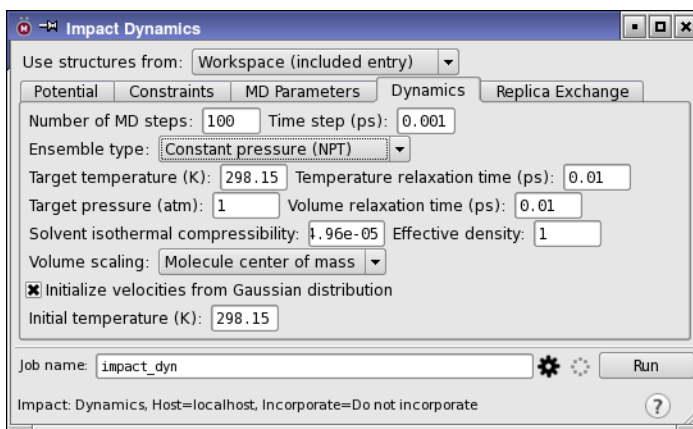 Impact Dynamics
Use structures from: Workspace (included entry)
Potential Constraints MD Parameters Dynamics Replica Exchange
Number of MD steps: 100 Time step (ps): 0.001
Ensemble type: Constant pressure (NPT)
Target temperature (K): 298.15 Temperature relaxation time (ps): 0.01
Target pressure (atm): 1 Volume relaxation time (ps): 0.01
Solvent isothermal compressibility: 4.96e-05 Effective density: 1
Volume scaling: Molecule center of mass
Initialize velocities from Gaussian distribution
Initial temperature (K): 298.15
Job name: impact_dyn Run
Impact: Dynamics, Host=localhost, Incorporate=Do not incorporate ?